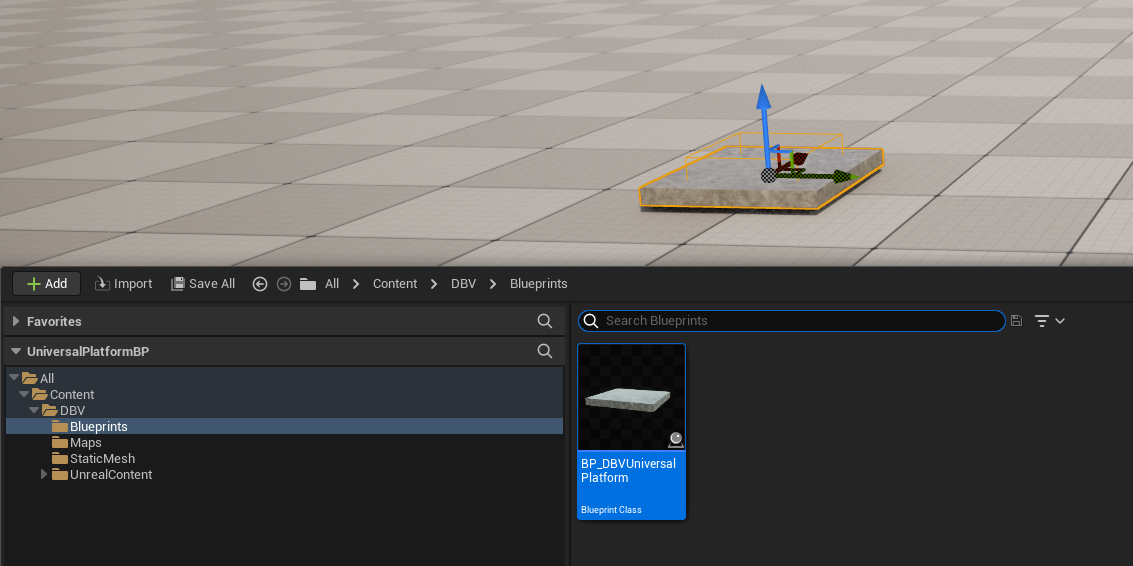 Add
Import
Save All
All
Content
DBV
Blueprints
Favorites
Search Blueprints
UniversalPlatformBP
All
Content
DBV
Blueprints
Maps
StaticMesh
UnrealContent
BP_DBVUniversal
Platform
Blueprint Class